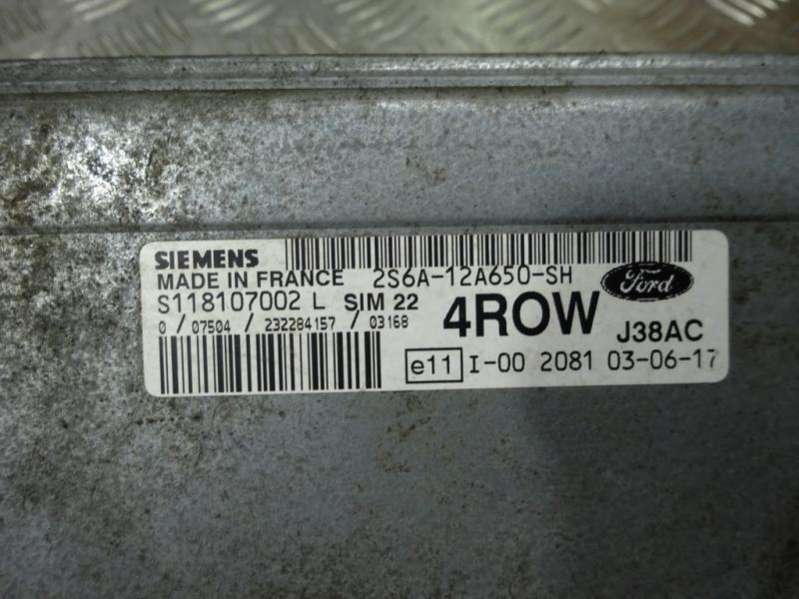 SIEMENS
MADE IN FRANCE 2S6A-12A650-SH
Ford
S118107002 L SIM 22
0 / 07504 / 232284157 / 03168
4ROW
J38AC
e11 I-00 2081 03-06-17